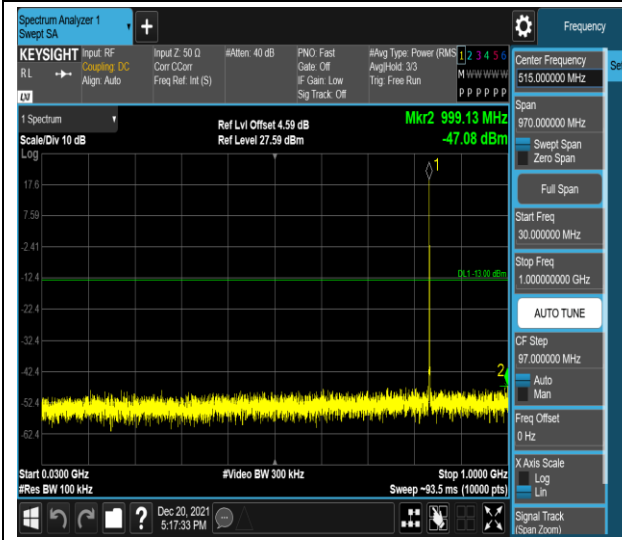 Spectrum Analyzer 1
Swept SA
Frequency
KEYSIGHT
RL
LXI
Input: RF
Coupling: DC
Align: Auto
Input Z: 50 Ω
Corr CCorr
Freq Ref: Int (S)
#Atten: 40 dB
PNO: Fast
Gate: Off
IF Gain: Low
Sig Track: Off
#Avg Type: Power (RMS
Avg|Hold: 3/3
Trig: Free Run
1 2 3 4 5 6
M W W W W W
P P P P P P
Center Frequency
515.000000 MHz
Se
Span
970.000000 MHz
Swept Span
Zero Span
Full Span
Start Freq
30.000000 MHz
Stop Freq
1.000000000 GHz
AUTO TUNE
CF Step
97.000000 MHz
Auto
Man
Freq Offset
0 Hz
X Axis Scale
Log
Lin
Signal Track
(Span Zoom)
1 Spectrum
Scale/Div 10 dB
Ref Lvl Offset 4.59 dB
Ref Level 27.59 dBm
Mkr2 999.13 MHz
-47.08 dBm
Log
1
17.6
7.59
-2.41
-12.4
DL1 -13.00 dBm
-22.4
-32.4
-42.4
2
-52.4
-62.4
Start 0.0300 GHz
#Video BW 300 kHz
Stop 1.0000 GHz
#Res BW 100 kHz
Sweep ~93.5 ms (10000 pts)
?
Dec 20, 2021
5:17:33 PM